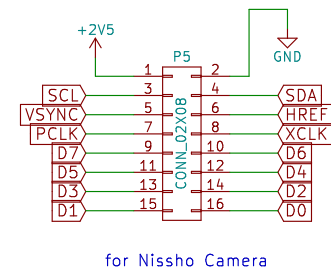 +2V5
GND
P5
1 2
SCL 3 4 SDA
VSYNC 5 6 HREF
PCLK 7 8 XCLK
D7 9 10 D6
D5 11 12 D4
D3 13 14 D2
D1 15 16 D0
CONN_02X08
for Nissho Camera